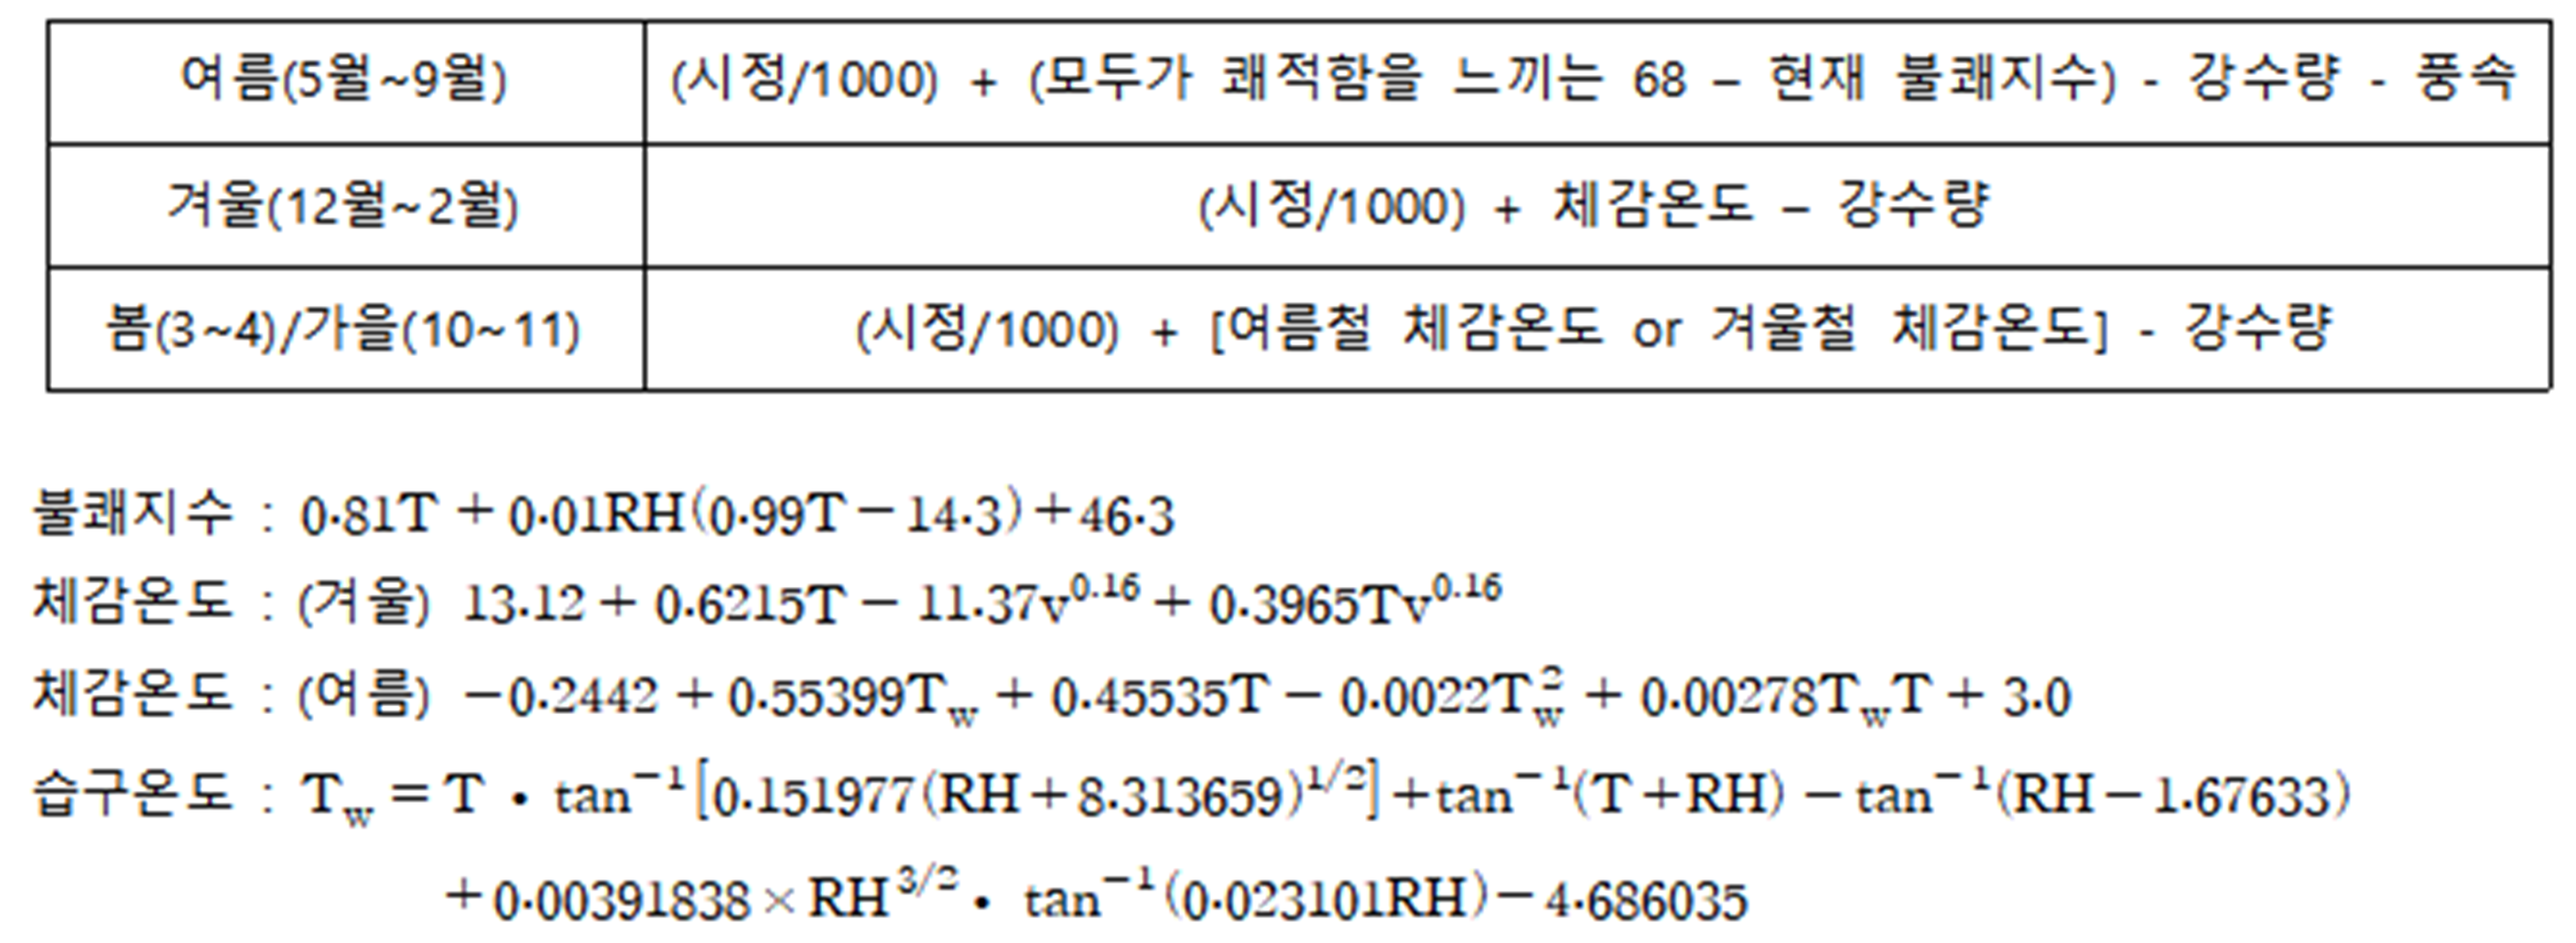 여름(5월~9월) (시정/1000) + (모두가 쾌적함을 느끼는 68 – 현재 불쾌지수) - 강수량 - 풍속
겨울(12월~2월) (시정/1000) + 체감온도 – 강수량
봄(3~4)/가을(10~11) (시정/1000) + [여름철 체감온도 or 겨울철 체감온도] - 강수량
불쾌지수 : 0.81T + 0.01RH(0.99T−14.3)+46.3
체감온도 : (겨울) 13.12 + 0.6215T − 11.37v^0.16 + 0.3965Tv^0.16
체감온도 : (여름) −0.2442 + 0.55399T_w + 0.45535T − 0.0022T_w^2 + 0.00278T_wT + 3.0
습구온도 : T_w = T • tan^−1[0.151977(RH+8.313659)^1/2]+tan^−1(T+RH) − tan^−1(RH−1.67633)
+0.00391838×RH^3/2 • tan^−1(0.023101RH)−4.686035